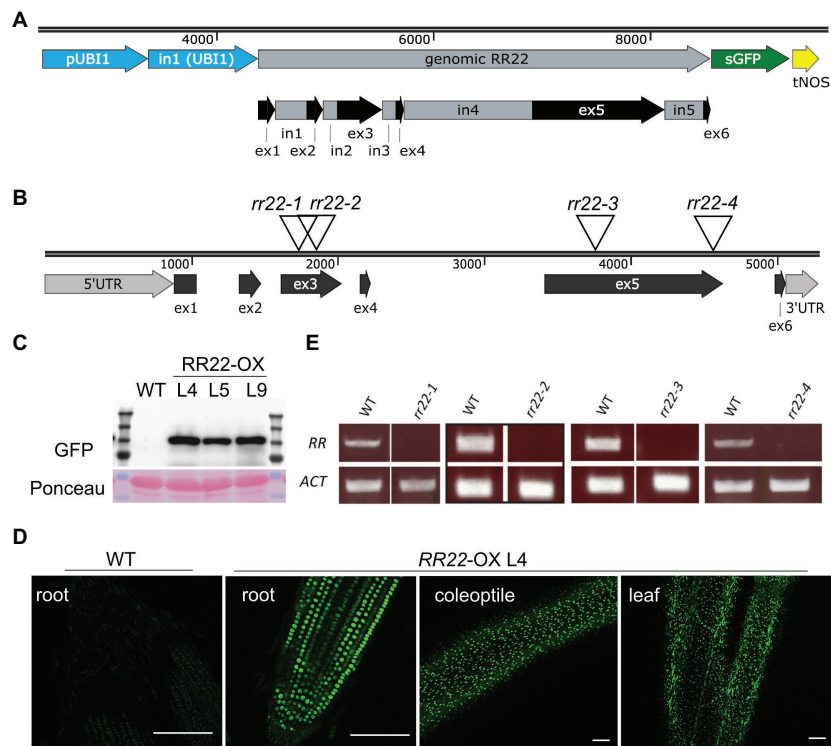 A
4000
6000
8000
pUBI1
in1 (UBI1)
genomic RR22
sGFP
tNOS
in4
ex5
in5
in1
ex3
ex1
ex2
in2
in3
ex4
ex6
B
rr22-1
rr22-2
rr22-3
rr22-4
1000
2000
3000
4000
5000
5'UTR
ex1
ex2
ex3
ex4
ex5
ex6
3'UTR
C
RR22-OX
WT L4 L5 L9
GFP
Ponceau
E
WT
rr22-1
WT
rr22-2
WT
rr22-3
WT
rr22-4
RR
ACT
D
WT
RR22-OX L4
root
root
coleoptile
leaf